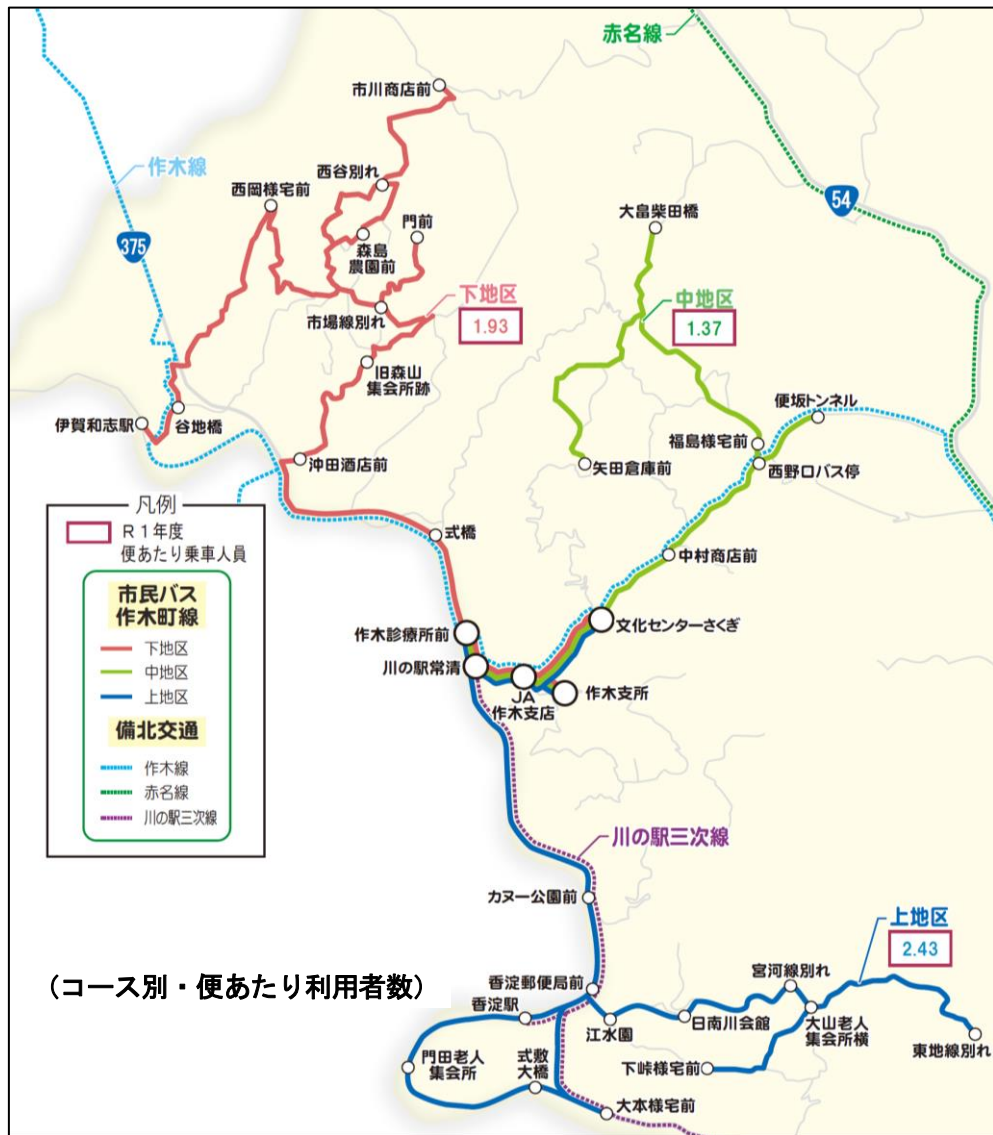 赤名線
市川商店前
作木線
西谷別れ
西岡様宅前
門前
54
大畠柴田橋
375
森島
農園前
下地区
1.93
中地区
1.37
市場線別れ
旧森山
集会所跡
便坂トンネル
伊賀和志駅
谷地橋
福島様宅前
沖田酒店前
矢田倉庫前
西野口バス停
凡例
R1年度
便あたり乗車人員
式橋
中村商店前
市民バス
作木町線
下地区
中地区
上地区
備北交通
作木線
赤名線
川の駅三次線
作木診療所前
文化センターさくぎ
川の駅常清
JA
作木支店
作木支所
川の駅三次線
カヌー公園前
上地区
2.43
(コース別・便あたり利用者数)
香淀郵便局前
宮河線別れ
香淀駅
江水園
日南川会館
大山老人
集会所横
東地線別れ
門田老人
集会所
式敷
大橋
下峠様宅前
大本様宅前